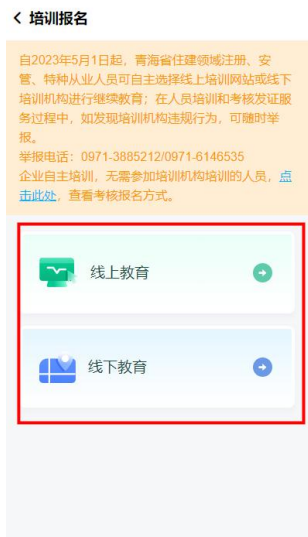 培训报名
自2023年5月1日起，青海省住建领域注册、安
管、特种从业人员可自主选择线上培训网站或线下
培训机构进行继续教育；在人员培训和考核发证服
务过程中，如发现培训机构违规行为，可随时举
报。
举报电话：0971-3885212/0971-6146535
企业自主培训，无需参加培训机构培训的人员，点
击此处，查看考核报名方式。
线上教育
线下教育